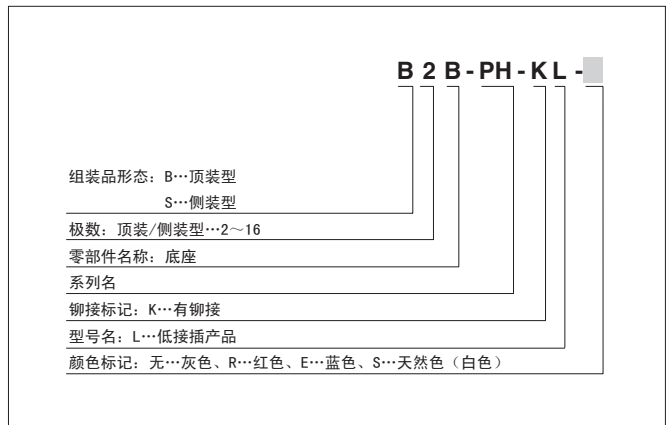 B 2 B - PH - K L -
组装品形态：B…顶装型
S…侧装型
极数：顶装/侧装型…2～16
零部件名称：底座
系列名
铆接标记：K…有铆接
型号名：L…低接插产品
颜色标记：无…灰色、R…红色、E…蓝色、S…天然色（白色）